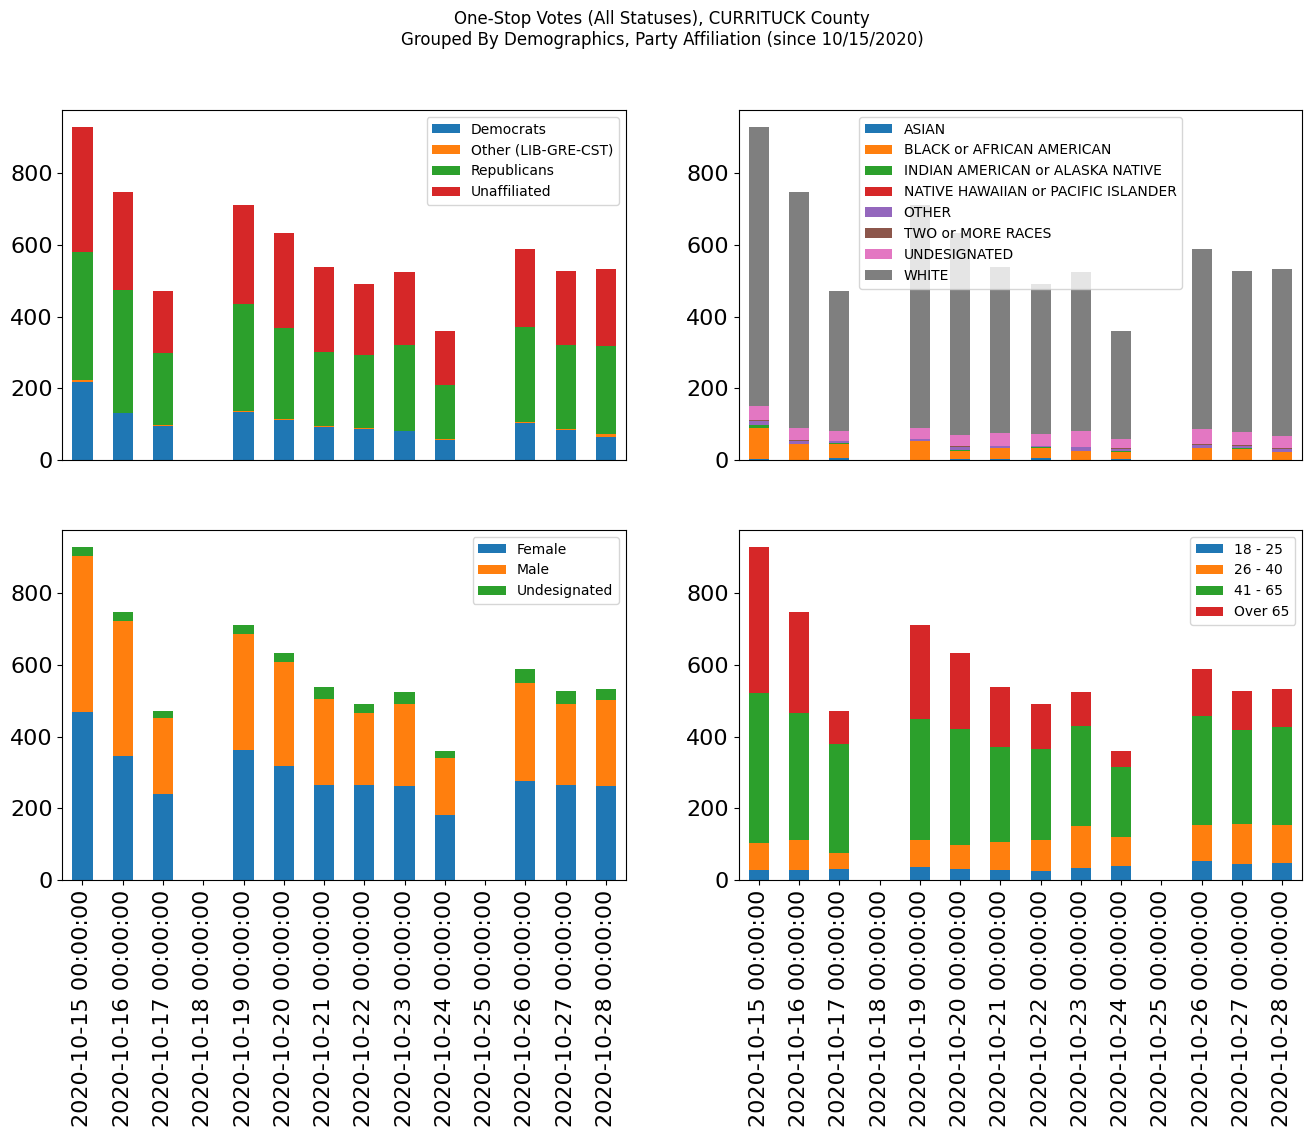 One-Stop Votes (All Statuses), CURRITUCK County
Grouped By Demographics, Party Affiliation (since 10/15/2020)
800
600
400
200
0
Democrats
Other (LIB-GRE-CST)
Republicans
Unaffiliated
800
600
400
200
0
ASIAN
BLACK or AFRICAN AMERICAN
INDIAN AMERICAN or ALASKA NATIVE
NATIVE HAWAIIAN or PACIFIC ISLANDER
OTHER
TWO or MORE RACES
UNDESIGNATED
WHITE
800
600
400
200
0
Female
Male
Undesignated
2020-10-15 00:00:00
2020-10-16 00:00:00
2020-10-17 00:00:00
2020-10-18 00:00:00
2020-10-19 00:00:00
2020-10-20 00:00:00
2020-10-21 00:00:00
2020-10-22 00:00:00
2020-10-23 00:00:00
2020-10-24 00:00:00
2020-10-25 00:00:00
2020-10-26 00:00:00
2020-10-27 00:00:00
2020-10-28 00:00:00
800
600
400
200
0
18 - 25
26 - 40
41 - 65
Over 65
2020-10-15 00:00:00
2020-10-16 00:00:00
2020-10-17 00:00:00
2020-10-18 00:00:00
2020-10-19 00:00:00
2020-10-20 00:00:00
2020-10-21 00:00:00
2020-10-22 00:00:00
2020-10-23 00:00:00
2020-10-24 00:00:00
2020-10-25 00:00:00
2020-10-26 00:00:00
2020-10-27 00:00:00
2020-10-28 00:00:00